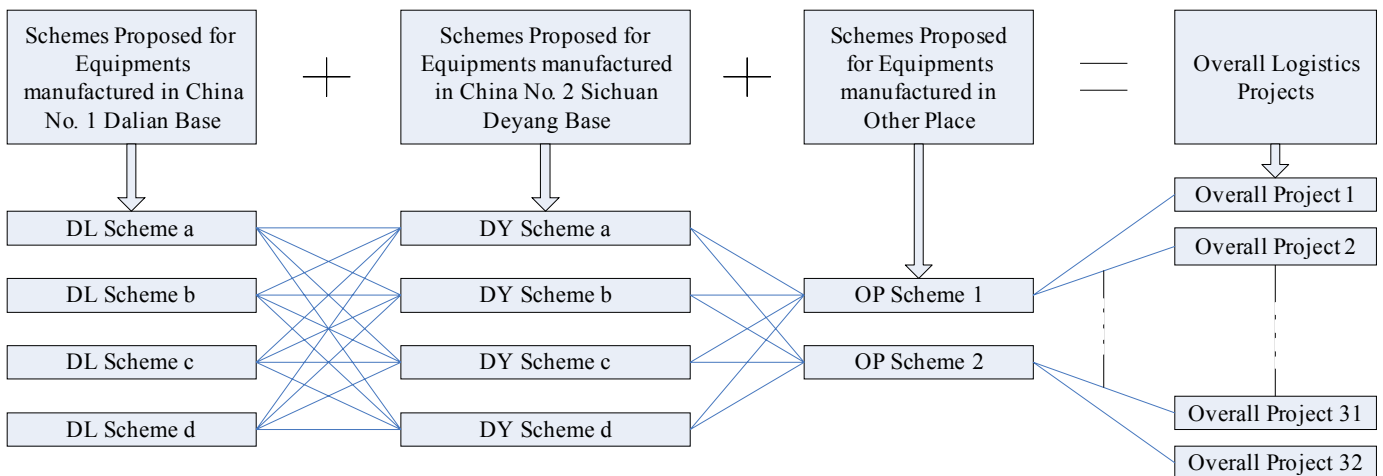 Schemes Proposed for
Equipments
manufactured in China
No. 1 Dalian Base
+
Schemes Proposed for
Equipments manufactured
in China No. 2 Sichuan
Deyang Base
+
Schemes Proposed
for Equipments
manufactured in
Other Place
=
Overall Logistics
Projects
DL Scheme a
DL Scheme b
DL Scheme c
DL Scheme d
DY Scheme a
DY Scheme b
DY Scheme c
DY Scheme d
OP Scheme 1
OP Scheme 2
Overall Project 1
Overall Project 2
Overall Project 31
Overall Project 32